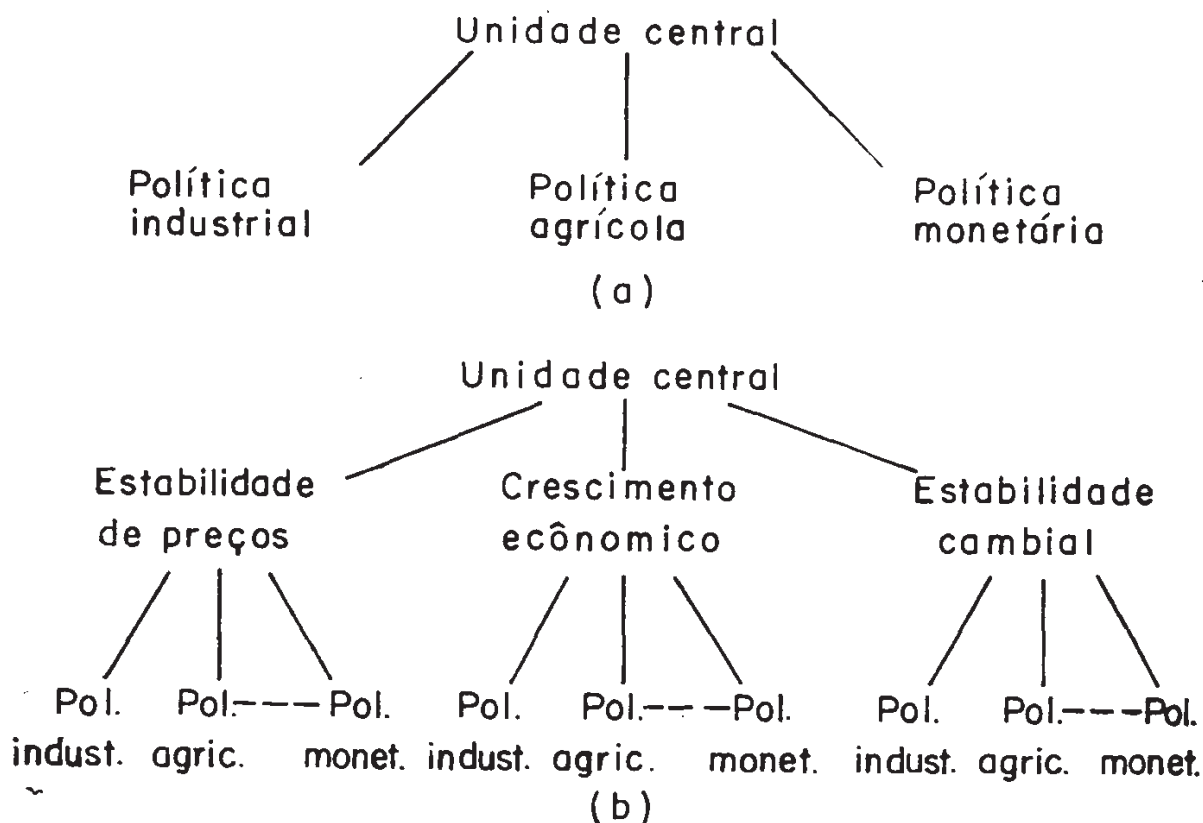 Unidade central
Política Política Política
industrial agrícola monetária
(a)
Unidade central
Estabilidade Crescimento Estabilidade
de preços ecônomico cambial
Pol. Pol.---Pol. Pol. Pol.---Pol. Pol. Pol.---Pol.
indust. agric. monet. indust. agric. monet. indust. agric. monet.
(b)